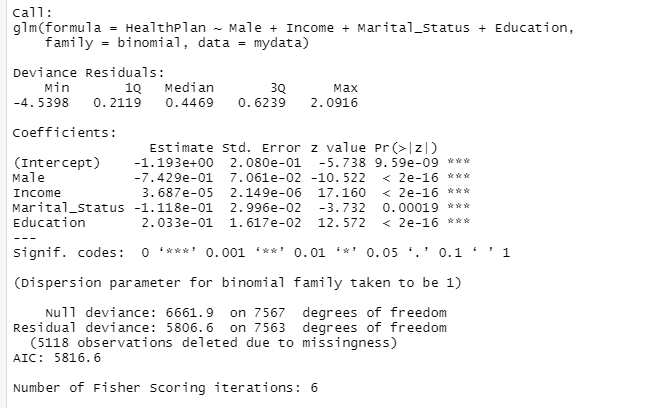 Call:
glm(formula = HealthPlan ~ Male + Income + Marital_Status + Education,
    family = binomial, data = mydata)

Deviance Residuals:
    Min       1Q   Median       3Q      Max
-4.5398   0.2119   0.4469   0.6239   2.0916

Coefficients:
                 Estimate Std. Error z value Pr(>|z|)
(Intercept)    -1.193e+00  2.080e-01  -5.738 9.59e-09 ***
Male           -7.429e-01  7.061e-02 -10.522  < 2e-16 ***
Income          3.687e-05  2.149e-06  17.160  < 2e-16 ***
Marital_Status -1.118e-01  2.996e-02  -3.732  0.00019 ***
Education       2.033e-01  1.617e-02  12.572  < 2e-16 ***
---
Signif. codes:  0 ‘***’ 0.001 ‘**’ 0.01 ‘*’ 0.05 ‘.’ 0.1 ‘ ’ 1

(Dispersion parameter for binomial family taken to be 1)

    Null deviance: 6661.9  on 7567  degrees of freedom
Residual deviance: 5806.6  on 7563  degrees of freedom
  (5118 observations deleted due to missingness)
AIC: 5816.6

Number of Fisher Scoring iterations: 6